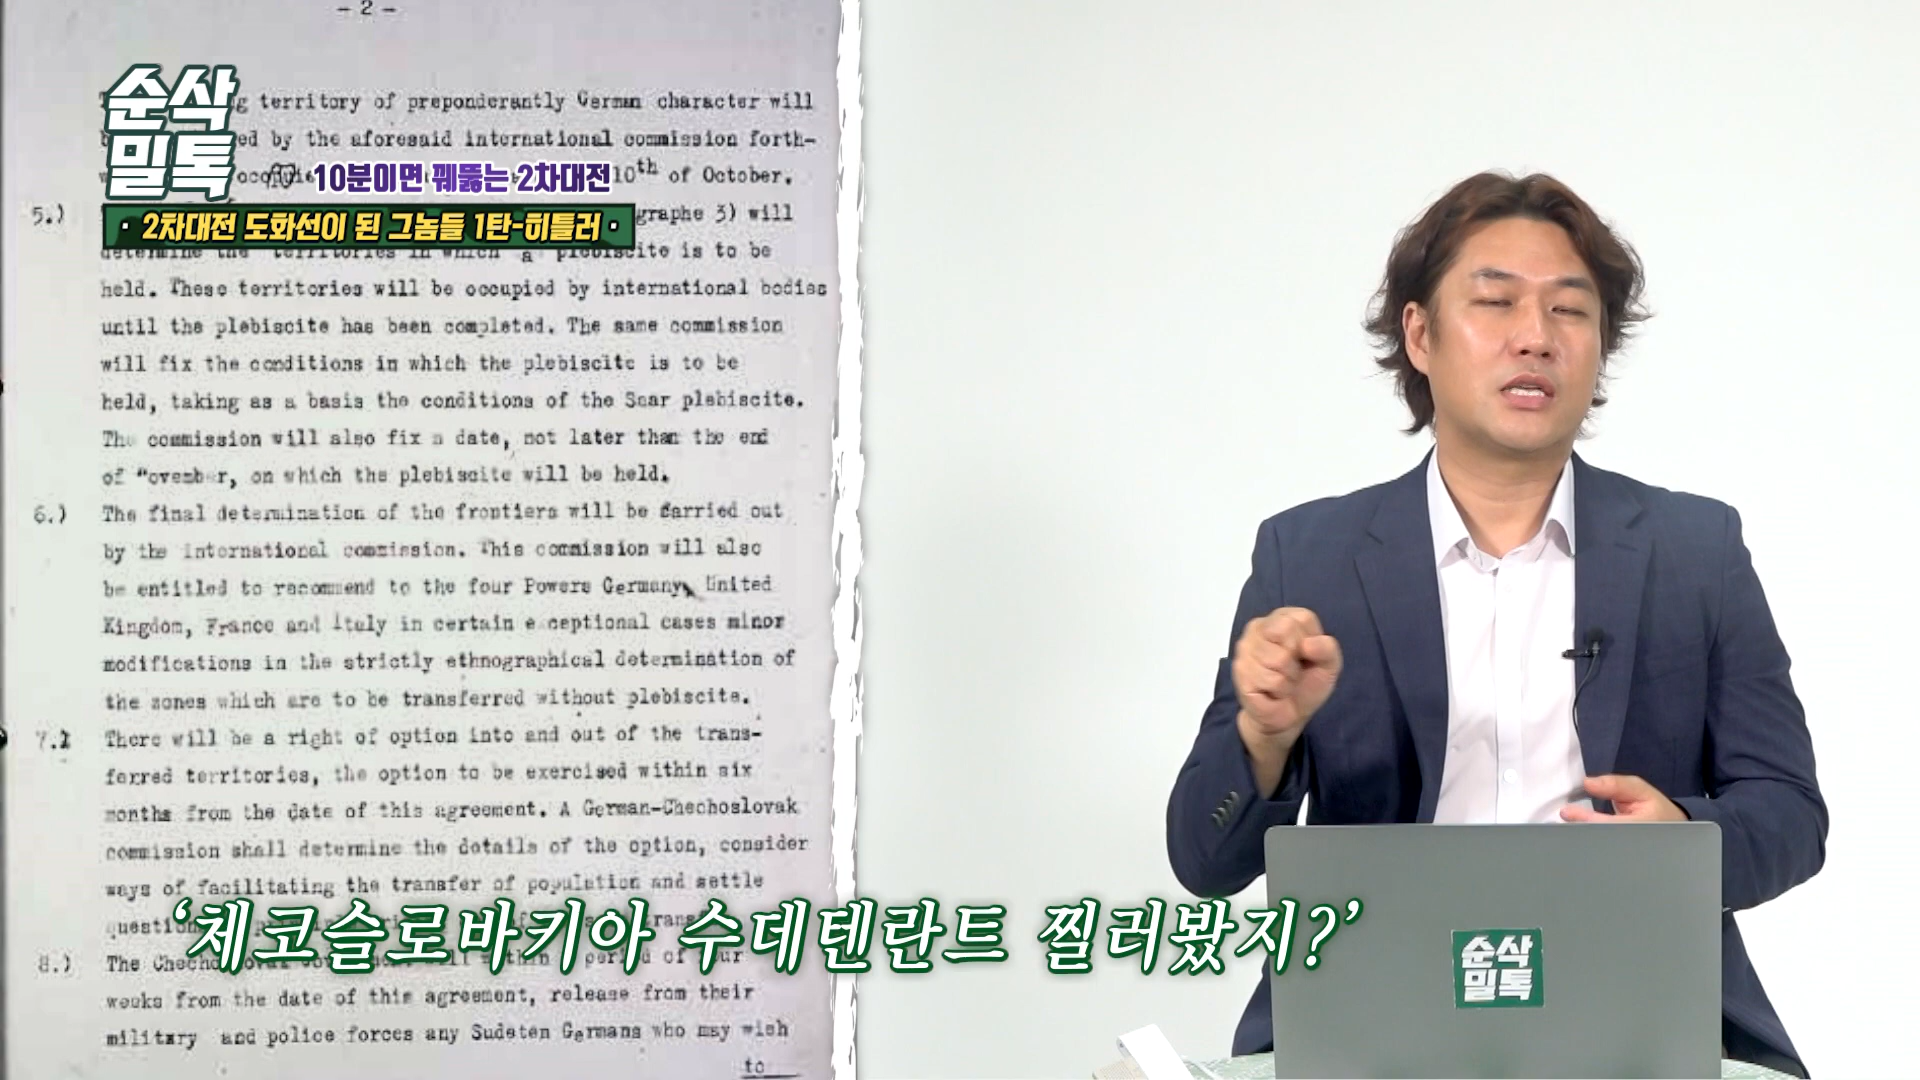 - 2 -
순삭
밀톡
10분이면 꿰뚫는 2차대전
· 2차대전 도화선이 된 그놈들 1탄-히틀러 ·
territory of preponderantly German character will
by the aforesaid international commission forth-
10th of October.
5.) graphe 3) will
determine the territories in which a plebiscite is to be
held. These territories will be occupied by international bodies
until the plebiscite has been completed. The same commission
will fix the conditions in which the plebiscite is to be
held, taking as a basis the conditions of the Saar plebiscite.
The commission will also fix a date, not later than the end
of "ovember, on which the plebiscite will be held.
6.) The final determination of the frontiers will be carried out
by the international commission. This commission will also
be entitled to recommend to the four Powers Germany, United
Kingdom, France and Italy in certain exceptional cases minor
modifications in the strictly ethnographical determination of
the zones which are to be transferred without plebiscite.
7.) There will be a right of option into and out of the trans-
ferred territories, the option to be exercised within six
months from the date of this agreement. A German-Chechoslovak
commission shall determine the details of the option, consider
ways of facilitating the transfer of population and settle
8.) The
weeks from the date of this agreement, release from their
military and police forces any Sudeten Germans who may wish
to
'체코슬로바키아 수데텐란트 찔러봤지?'
순삭
밀톡